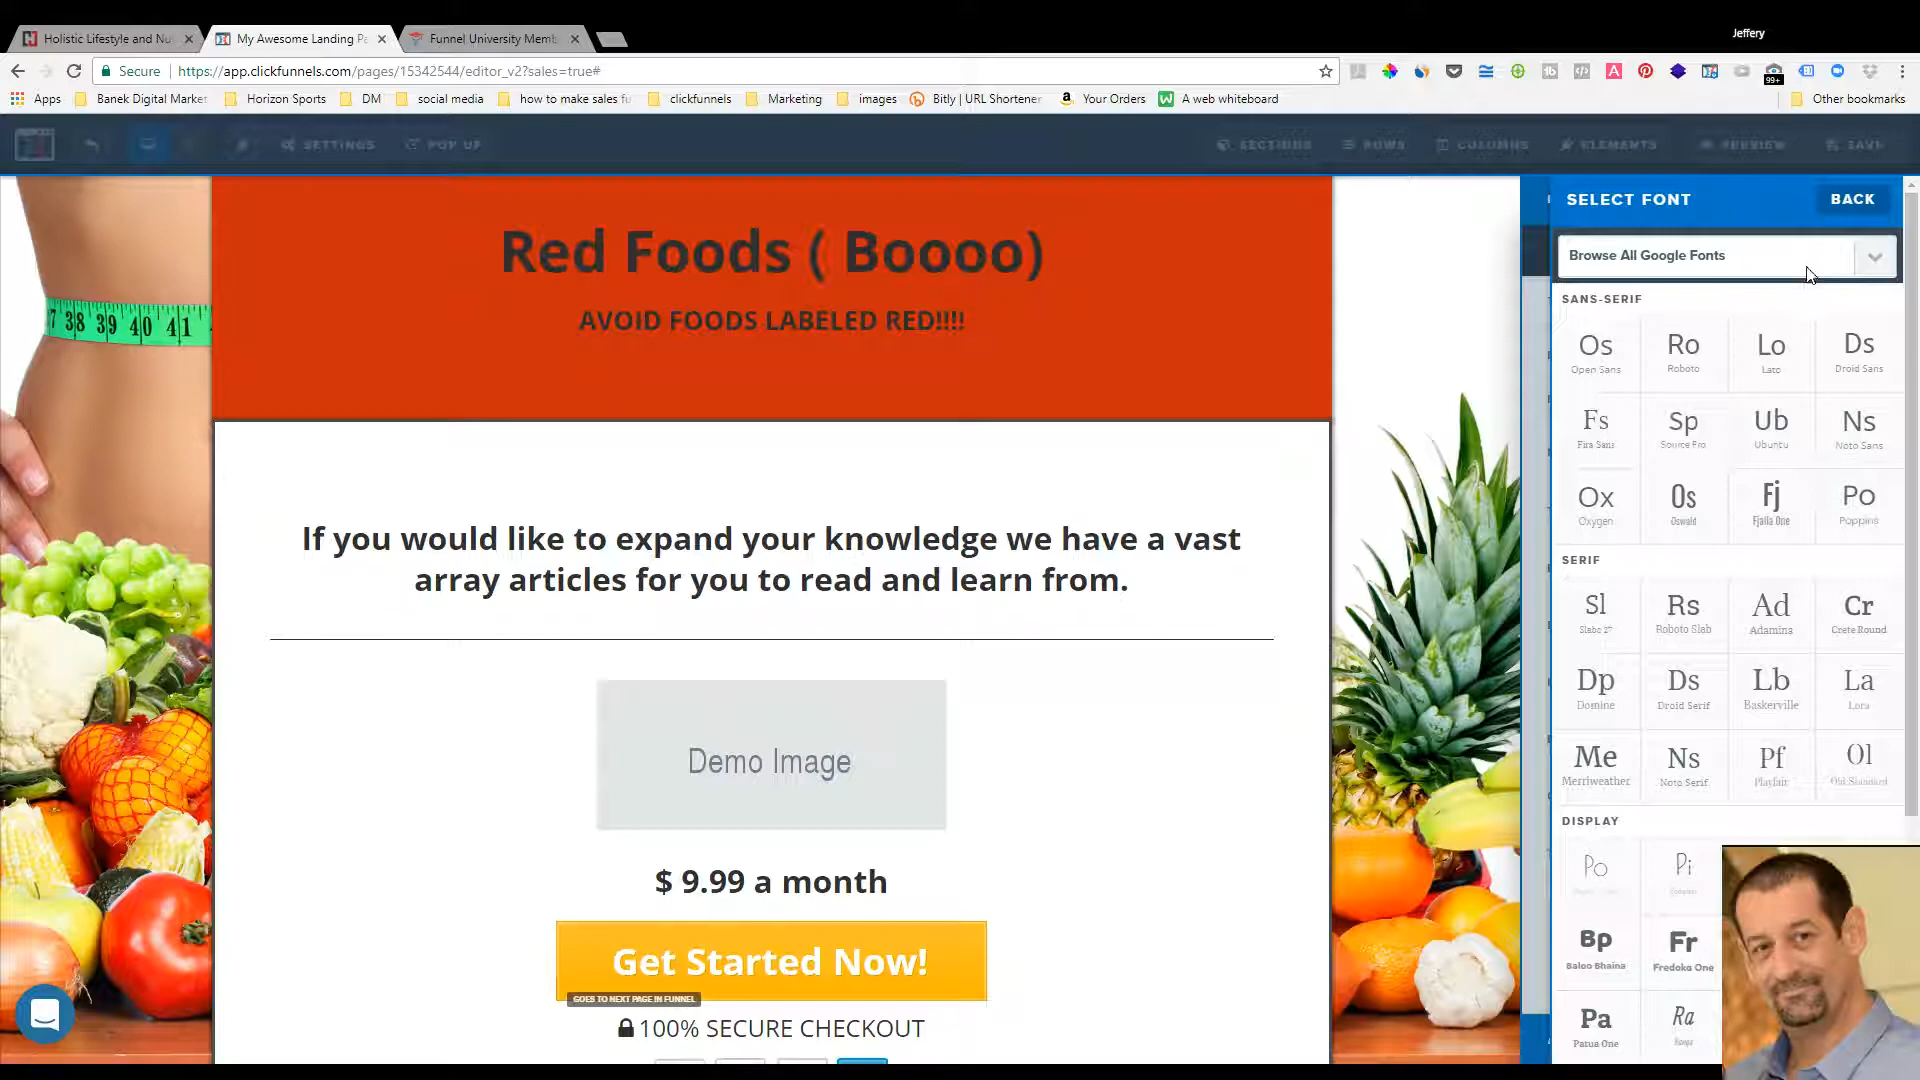 Jeffery
Holistic Lifestyle and Nu
My Awesome Landing Pa
Funnel University Memb
Secure
https://app.clickfunnels.com/pages/15342544/editor_v2?sales=true#
99+
Apps
Banek Digital Market
Horizon Sports
DM
social media
how to make sales fu
clickfunnels
Marketing
images
Bitly | URL Shortener
Your Orders
A web whiteboard
Other bookmarks
SETTINGS
POP UP
SECTIONS
ROWS
COLUMNS
ELEMENTS
PREVIEW
SAVE
Red Foods ( Boooo)
AVOID FOODS LABELED RED!!!!
7 38 39 40 41
If you would like to expand your knowledge we have a vast
array articles for you to read and learn from.
Demo Image
$ 9.99 a month
Get Started Now!
GOES TO NEXT PAGE IN FUNNEL
100% SECURE CHECKOUT
SELECT FONT
BACK
Browse All Google Fonts
SANS-SERIF
Os Ro Lo Ds
Open Sans Roboto Lato Droid Sans
Fs Sp Ub Ns
Fira Sans Source Pro Ubuntu Noto Sans
Ox Os Fj Po
Oxygen Oswald Fjalla One Poppins
SERIF
Sl Rs Ad Cr
Slabo 27 Roboto Slab Adamina Crete Round
Dp Ds Lb La
Domine Droid Serif Baskerville Lora
Me Ns Pf Ol
Merriweather Noto Serif Playfair Old Standard
DISPLAY
Po Pi
Bp Fr
Baloo Bhaina Fredoka One
Pa Ra
Patua One Ranga